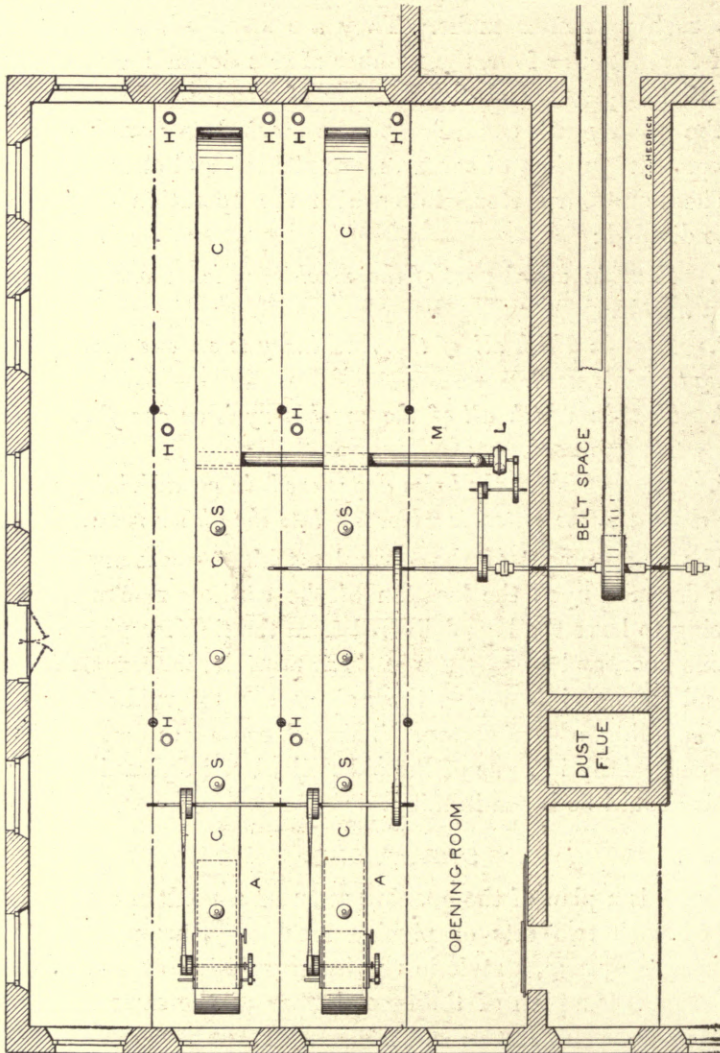 H H H
C S C S C
A
H
H H H
C S S C
A
H
M
OPENING ROOM
L
DUST
FLUE
BELT SPACE
C.C.HEDRICK